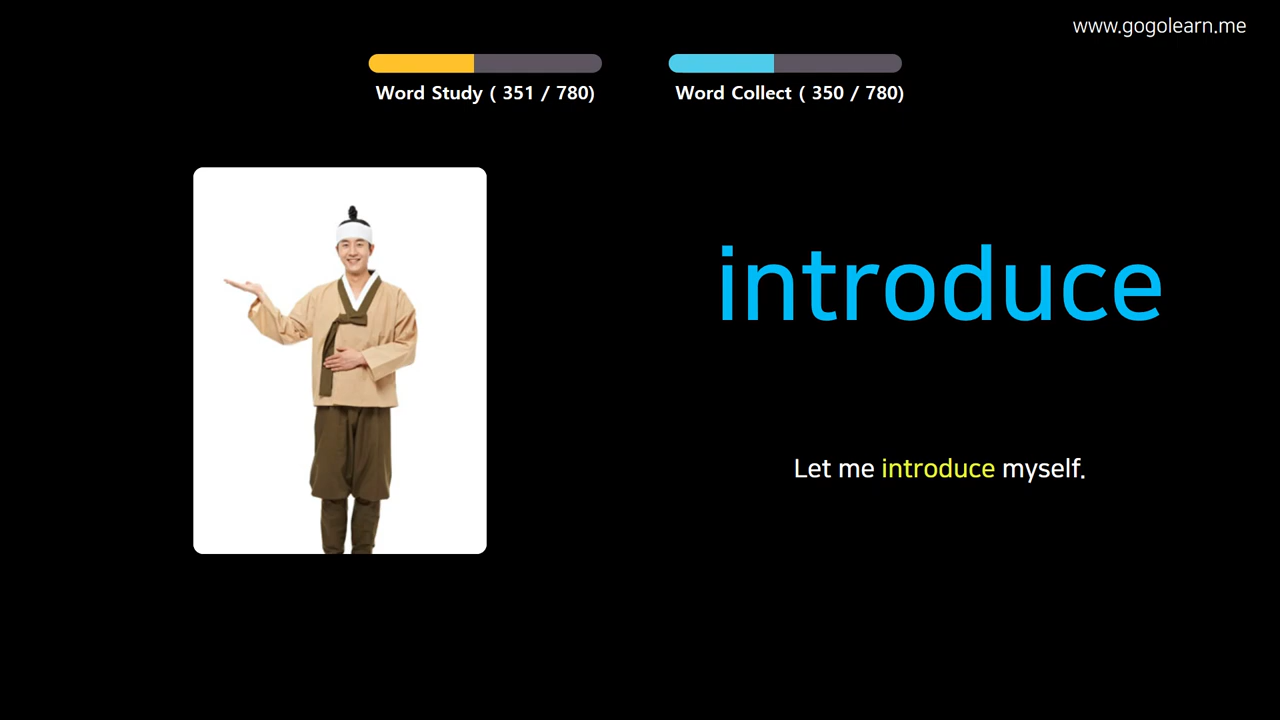 www.gogolearn.me
Word Study ( 351 / 780)
Word Collect ( 350 / 780)
introduce
Let me introduce myself.